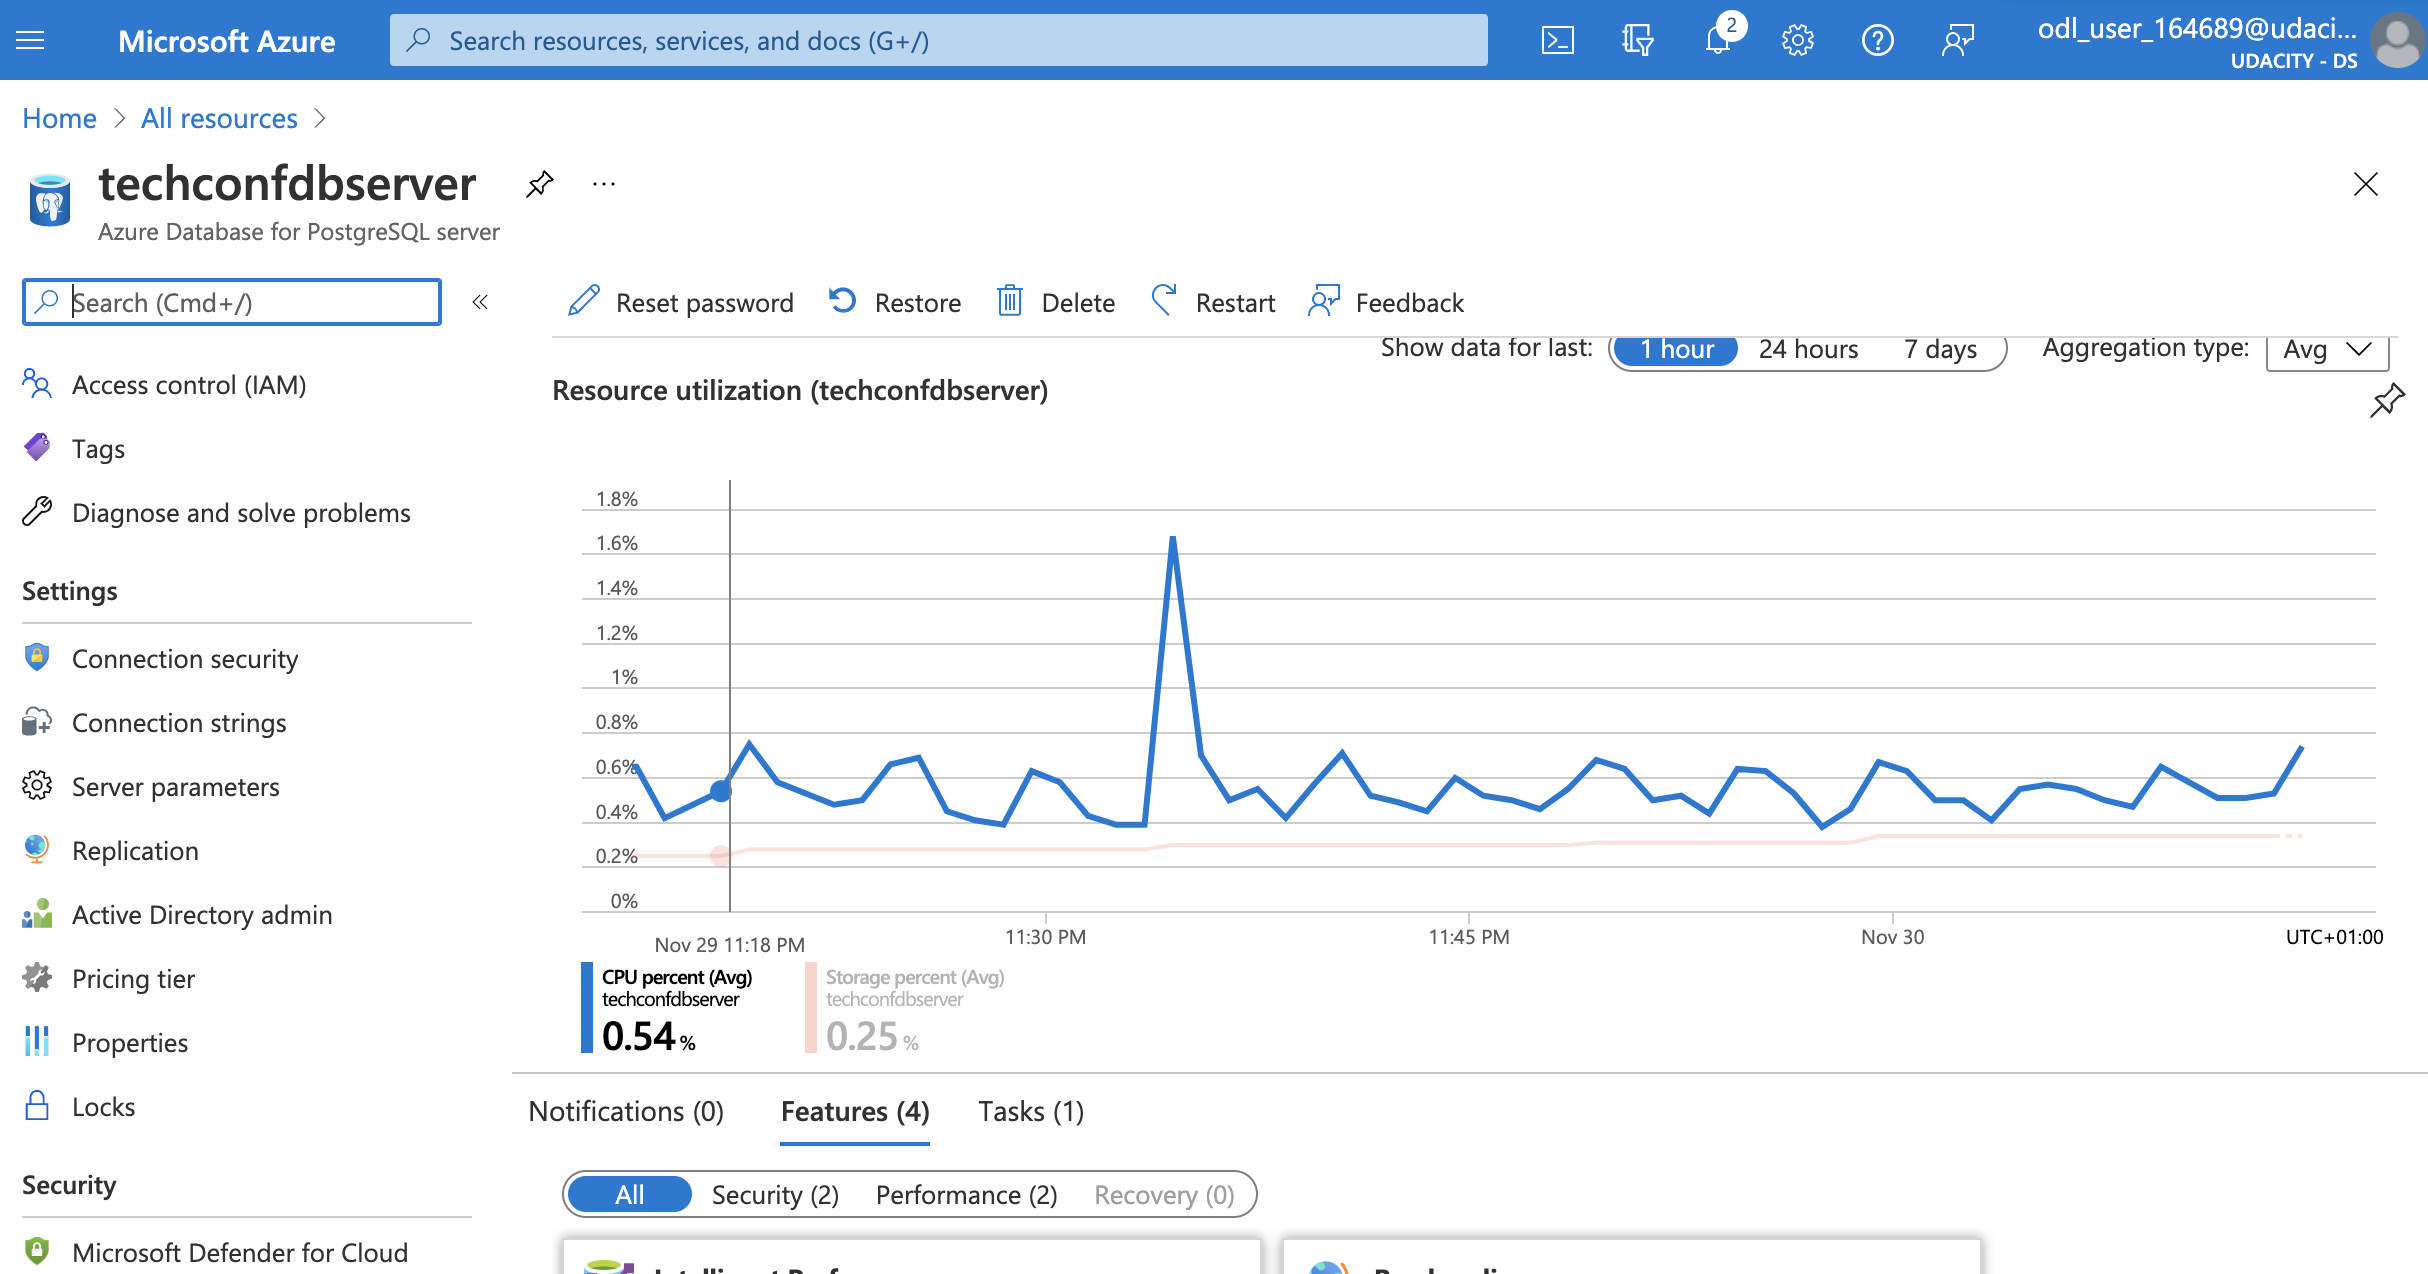 Microsoft Azure
Search resources, services, and docs (G+/)
2
odl_user_164689@udaci...
UDACITY - DS
Home > All resources >
techconfdbserver
...
Azure Database for PostgreSQL server
Search (Cmd+/)
«
Reset password
Restore
Delete
Restart
Feedback
Access control (IAM)
Tags
Diagnose and solve problems
Settings
Connection security
Connection strings
Server parameters
Replication
Active Directory admin
Pricing tier
Properties
Locks
Security
Microsoft Defender for Cloud
Show data for last: 1 hour 24 hours 7 days Aggregation type: Avg
Resource utilization (techconfdbserver)
1.8%
1.6%
1.4%
1.2%
1%
0.8%
0.6%
0.4%
0.2%
0%
Nov 29 11:18 PM 11:30 PM 11:45 PM Nov 30 UTC+01:00
CPU percent (Avg)
techconfdbserver
0.54 %
Storage percent (Avg)
techconfdbserver
0.25 %
Notifications (0) Features (4) Tasks (1)
All Security (2) Performance (2) Recovery (0)